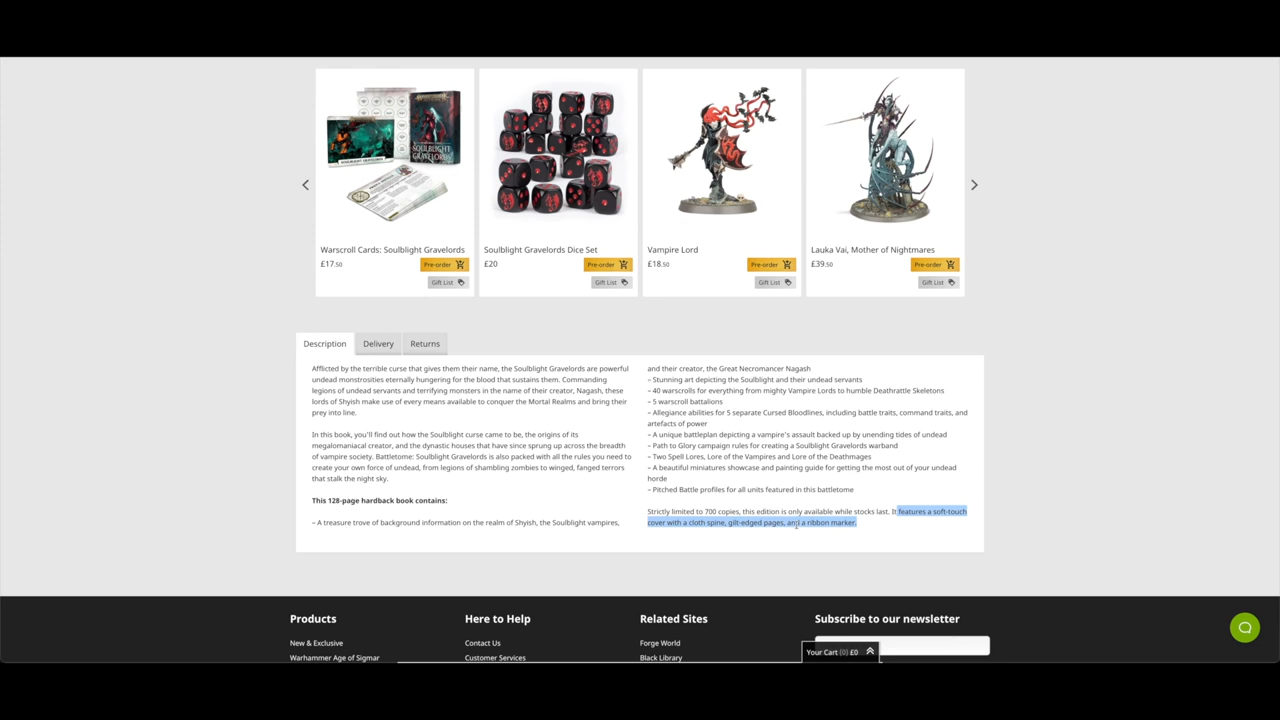 SOULBLIGHT
GRAVELORDS
SOULBLIGHT GRAVELORDS
Warscroll Cards: Soulblight Gravelords
£17.50
Pre-order
Gift List
Soulblight Gravelords Dice Set
£20
Pre-order
Gift List
Vampire Lord
£18.50
Pre-order
Gift List
Lauka Vai, Mother of Nightmares
£39.50
Pre-order
Gift List
Description
Delivery
Returns
Afflicted by the terrible curse that gives them their name, the Soulblight Gravelords are powerful
undead monstrosities eternally hungering for the blood that sustains them. Commanding
legions of undead servants and terrifying monsters in the name of their creator, Nagash, these
lords of Shyish make use of every means available to conquer the Mortal Realms and bring their
prey into line.
In this book, you'll find out how the Soulblight curse came to be, the origins of its
megalomaniacal creator, and the dynastic houses that have since sprung up across the breadth
of vampire society. Battletome: Soulblight Gravelords is also packed with all the rules you need to
create your own force of undead, from legions of shambling zombies to winged, fanged terrors
that stalk the night sky.
This 128-page hardback book contains:
– A treasure trove of background information on the realm of Shyish, the Soulblight vampires,
and their creator, the Great Necromancer Nagash
– Stunning art depicting the Soulblight and their undead servants
– 40 warscrolls for everything from mighty Vampire Lords to humble Deathrattle Skeletons
– 5 warscroll battalions
– Allegiance abilities for 5 separate Cursed Bloodlines, including battle traits, command traits, and
artefacts of power
– A unique battleplan depicting a vampire's assault backed up by unending tides of undead
– Path to Glory campaign rules for creating a Soulblight Gravelords warband
– Two Spell Lores, Lore of the Vampires and Lore of the Deathmages
– A beautiful miniatures showcase and painting guide for getting the most out of your undead
horde
– Pitched Battle profiles for all units featured in this battletome
Strictly limited to 700 copies, this edition is only available while stocks last. It features a soft-touch
cover with a cloth spine, gilt-edged pages, and a ribbon marker.
Products
New & Exclusive
Warhammer Age of Sigmar
Here to Help
Contact Us
Customer Services
Related Sites
Forge World
Black Library
Subscribe to our newsletter
Your Cart (0) £0